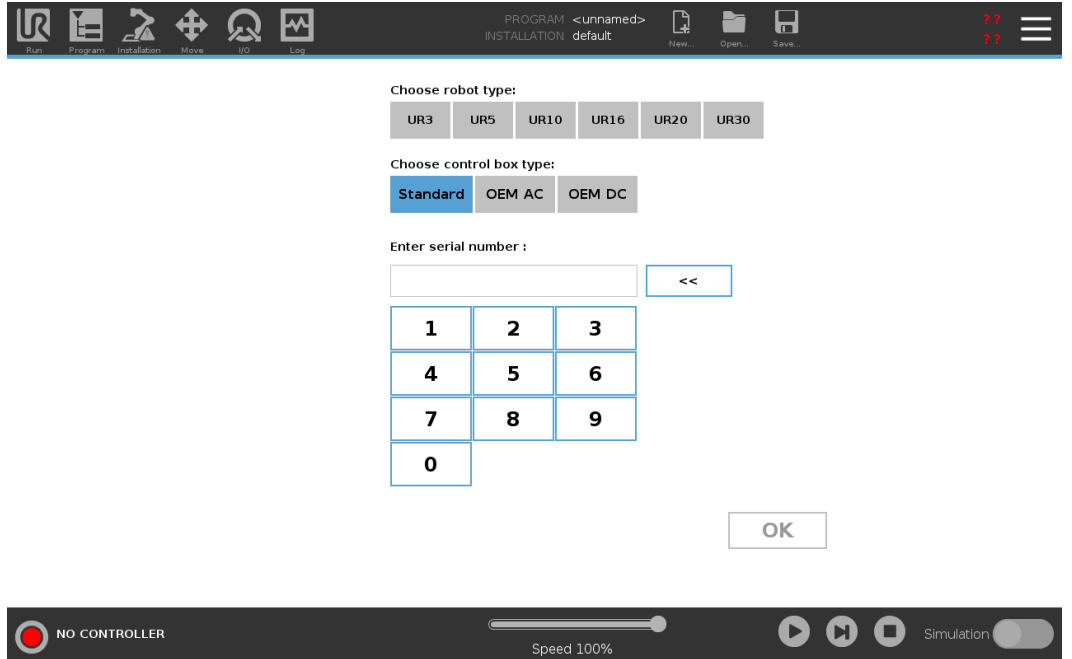 PROGRAM <unnamed>
INSTALLATION default
Run Program Installation Move I/O Log New... Open... Save...
? ?
? ?
Choose robot type:
UR3 UR5 UR10 UR16 UR20 UR30
Choose control box type:
Standard OEM AC OEM DC
Enter serial number :
<<
1 2 3
4 5 6
7 8 9
0
OK
NO CONTROLLER
Speed 100%
Simulation